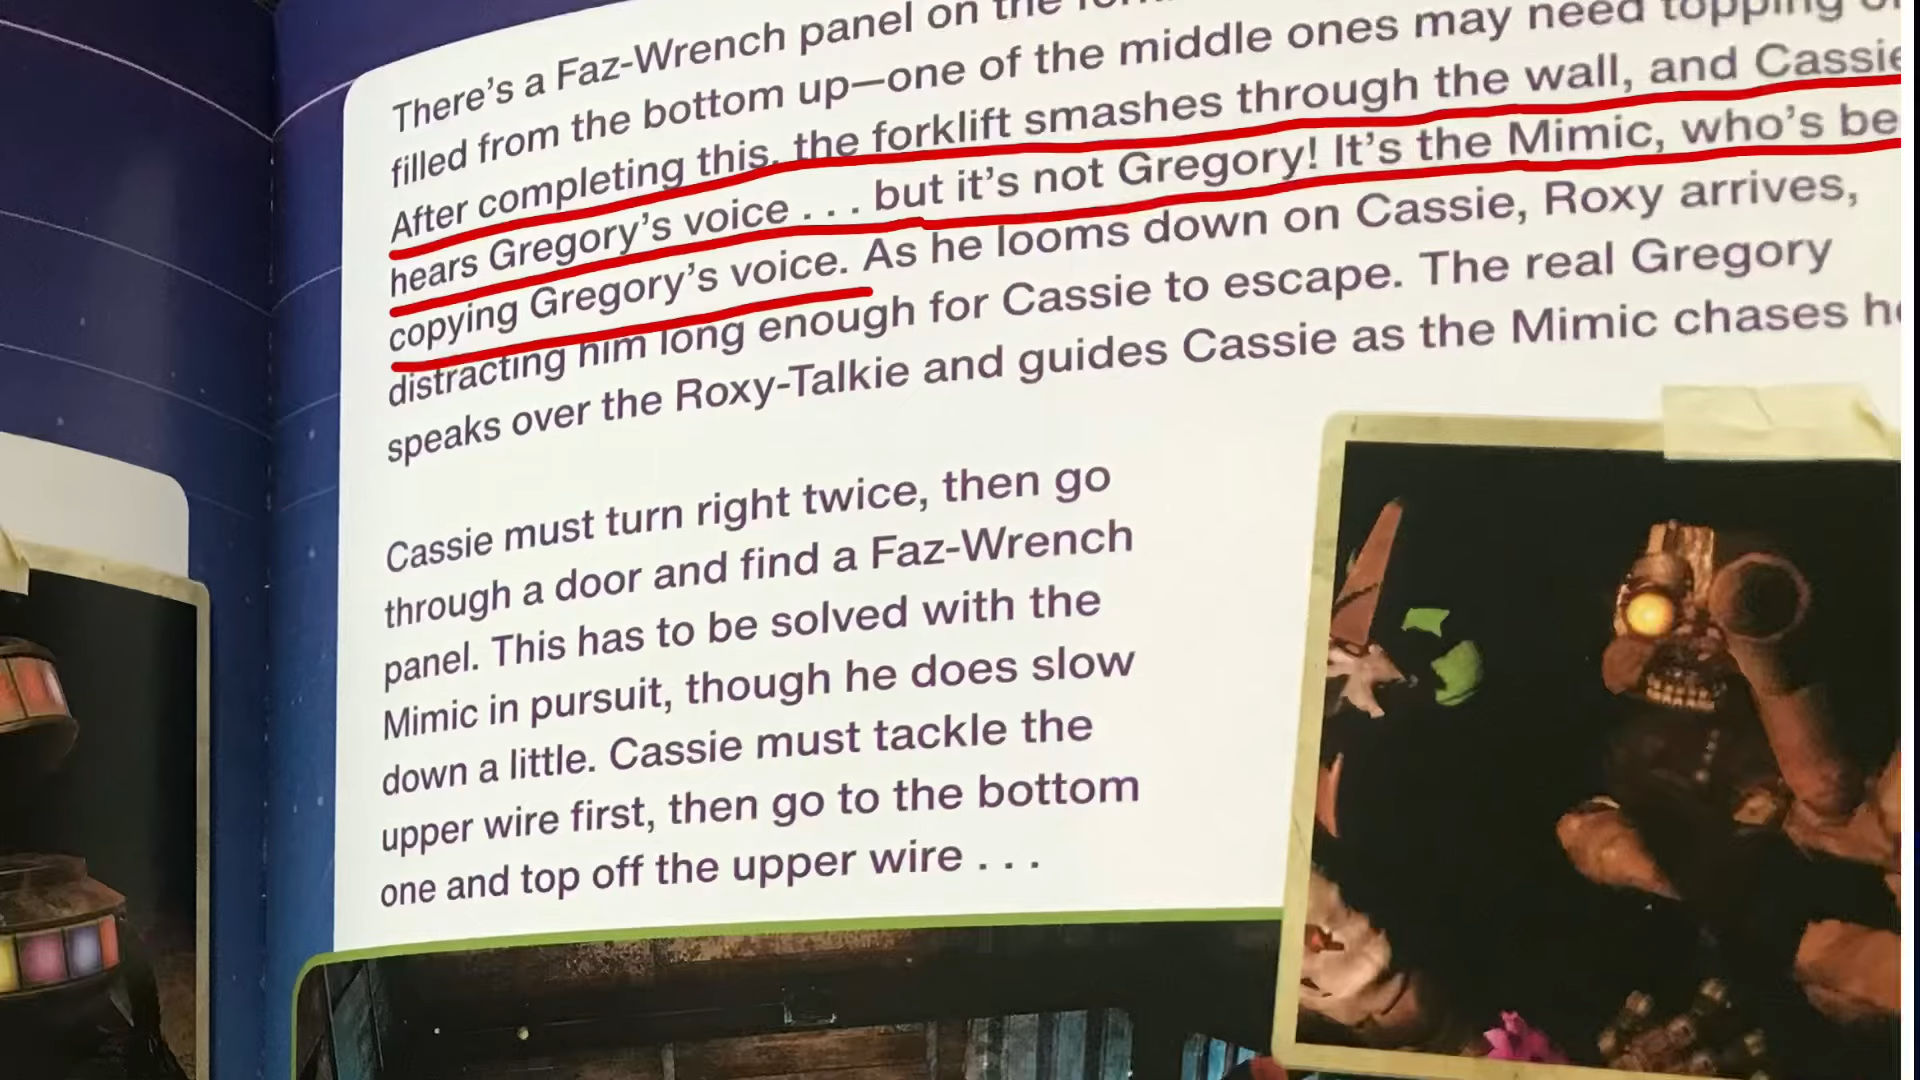 There's a Faz-Wrench panel on the
filled from the bottom up—one of the middle ones may need topping
After completing this, the forklift smashes through the wall, and Cassie
hears Gregory's voice . . . but it's not Gregory! It's the Mimic, who's be
copying Gregory's voice. As he looms down on Cassie, Roxy arrives,
distracting him long enough for Cassie to escape. The real Gregory
speaks over the Roxy-Talkie and guides Cassie as the Mimic chases he
Cassie must turn right twice, then go
through a door and find a Faz-Wrench
panel. This has to be solved with the
Mimic in pursuit, though he does slow
down a little. Cassie must tackle the
upper wire first, then go to the bottom
one and top off the upper wire . . .